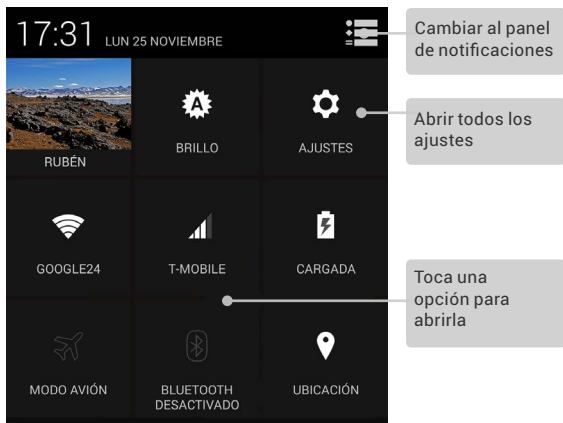 17:31 LUN 25 NOVIEMBRE
Cambiar al panel
de notificaciones
RUBÉN
BRILLO
AJUSTES
Abrir todos los
ajustes
GOOGLE24
T-MOBILE
CARGADA
Toca una
opción para
abrirla
MODO AVIÓN
BLUETOOTH
DESACTIVADO
UBICACIÓN